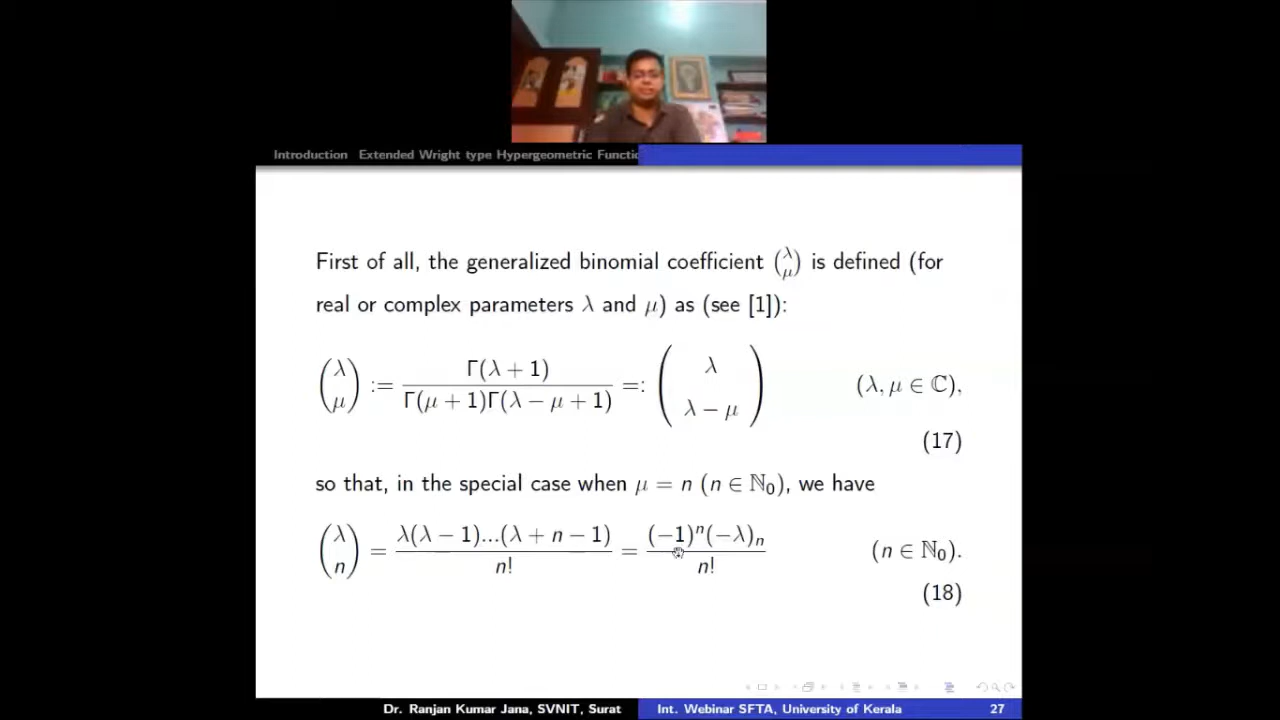 Introduction Extended Wright type Hypergeometric Functi
First of all, the generalized binomial coefficient (λ μ) is defined (for
real or complex parameters λ and μ) as (see [1]):
(λ μ) := Γ(λ + 1) / Γ(μ + 1)Γ(λ − μ + 1) =: (λ λ − μ) (λ, μ ∈ ℂ),
(17)
so that, in the special case when μ = n (n ∈ ℕ₀), we have
(λ n) = λ(λ − 1)...(λ + n − 1) / n! = (−1)ⁿ(−λ)ₙ / n! (n ∈ ℕ₀).
(18)
Dr. Ranjan Kumar Jana, SVNIT, Surat Int. Webinar SFTA, University of Kerala 27